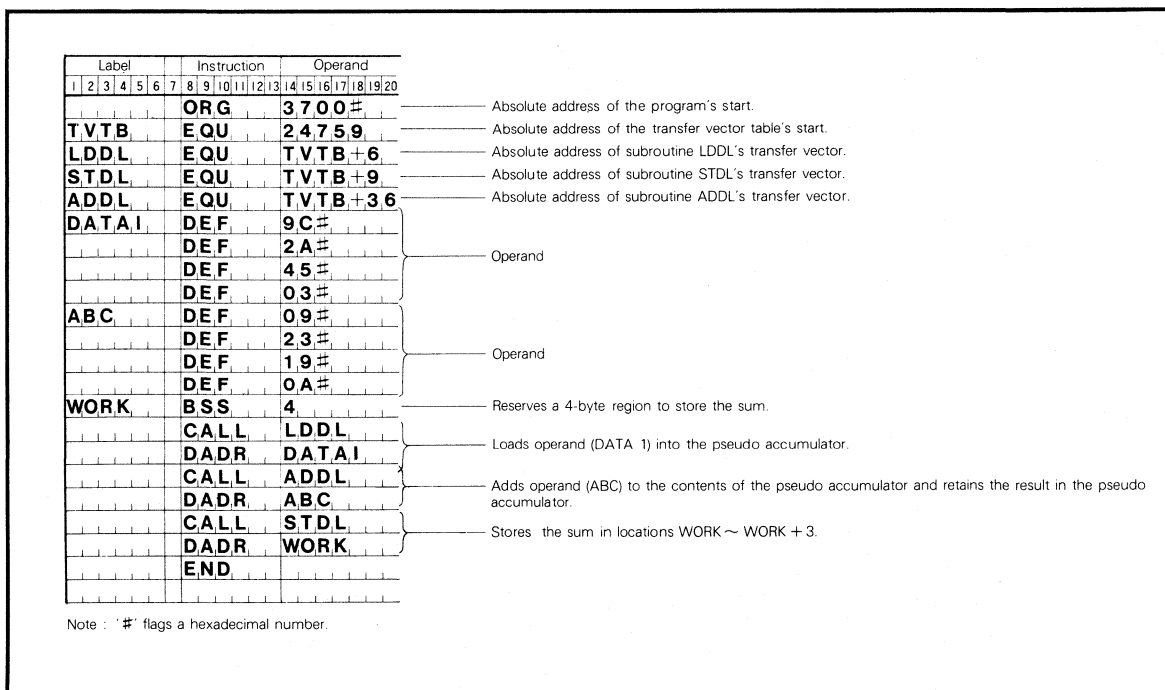 Label Instruction Operand
1 2 3 4 5 6 7 8 9 10 11 12 13 14 15 16 17 18 19 20
ORG 3700# Absolute address of the program's start.
TVTB EQU 24759 Absolute address of the transfer vector table's start.
LDDL EQU TVTB+6 Absolute address of subroutine LDDL's transfer vector.
STDL EQU TVTB+9 Absolute address of subroutine STDL's transfer vector.
ADDL EQU TVTB+36 Absolute address of subroutine ADDL's transfer vector.
DATA1 DEF 9C#
DEF 2A#
Operand
DEF 45#
DEF 03#
ABC DEF 09#
DEF 23#
Operand
DEF 19#
DEF 0A#
WORK BSS 4 Reserves a 4-byte region to store the sum.
CALL LDDL
Loads operand (DATA 1) into the pseudo accumulator.
DADR DATA1
CALL ADDL
Adds operand (ABC) to the contents of the pseudo accumulator and retains the result in the pseudo
DADR ABC
accumulator.
CALL STDL
Stores the sum in locations WORK ~ WORK + 3.
DADR WORK
END
Note : '#' flags a hexadecimal number.